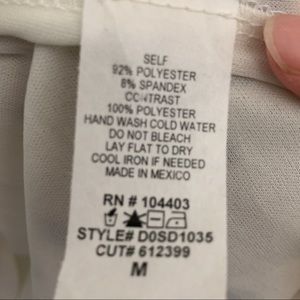 SELF
92% POLYESTER
8% SPANDEX
CONTRAST
100% POLYESTER
HAND WASH COLD WATER
DO NOT BLEACH
LAY FLAT TO DRY
COOL IRON IF NEEDED
MADE IN MEXICO
RN # 104403
STYLE# D0SD1035
CUT# 612399
M